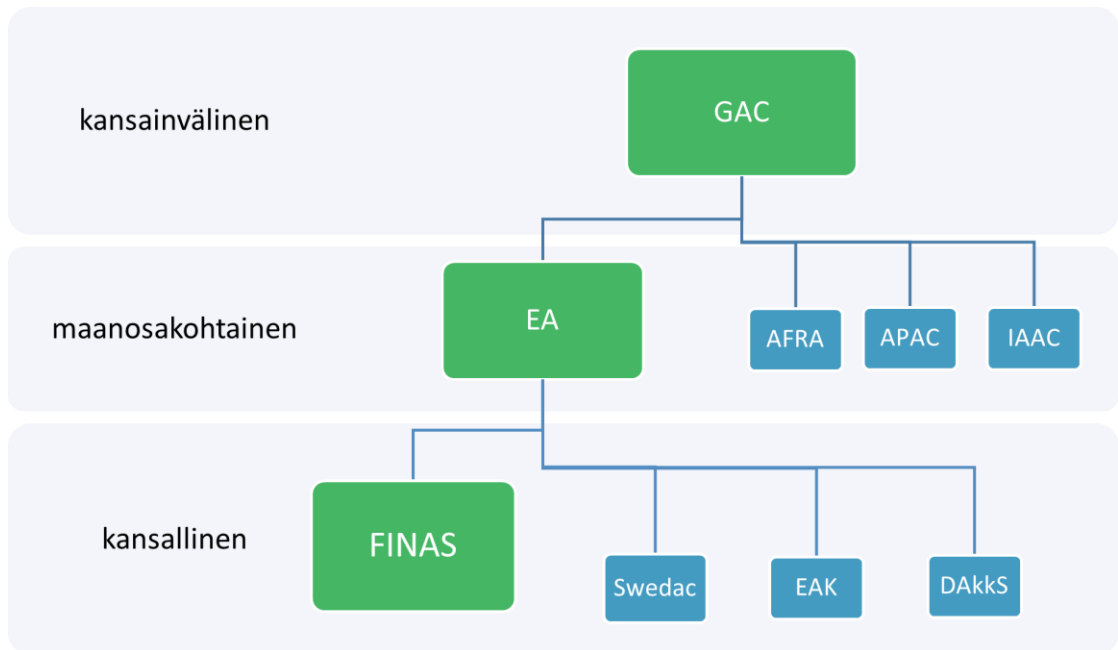 kansainvälinen
GAC
maanosakohtainen
EA
AFRA
APAC
IAAC
kansallinen
FINAS
Swedac
EAK
DAkkS